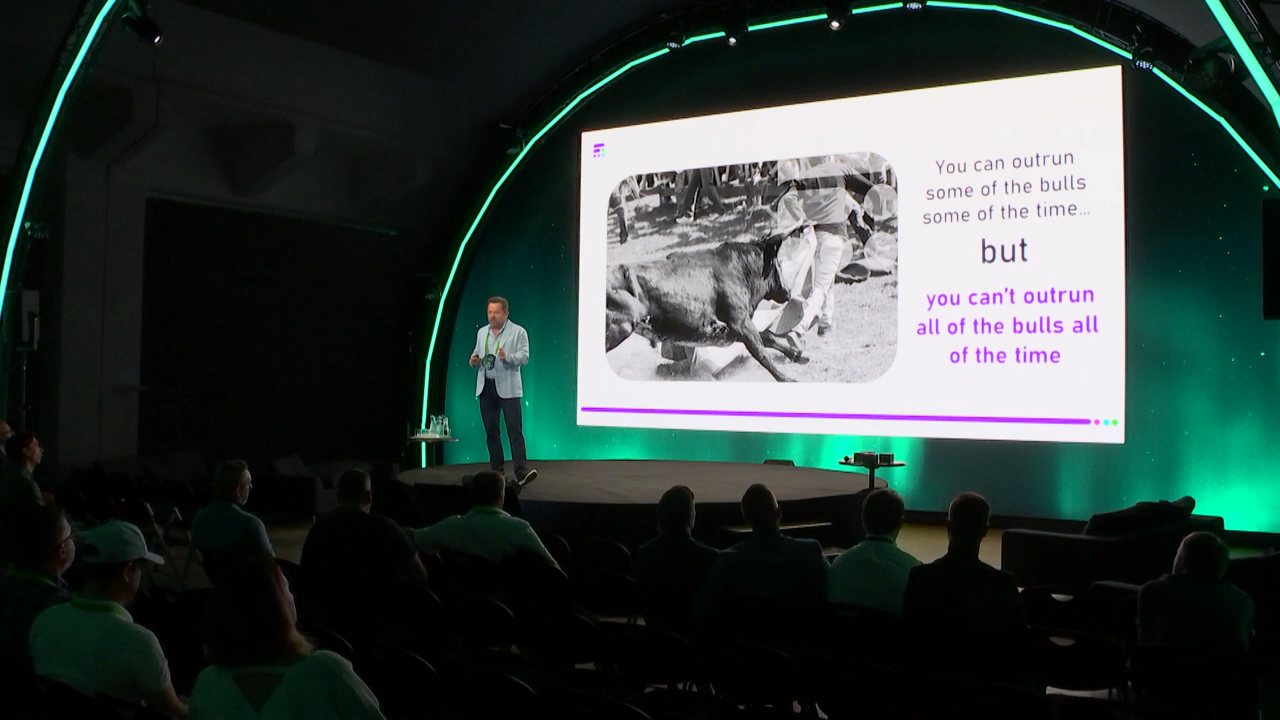 You can outrun
some of the bulls
some of the time...
but
you can't outrun
all of the bulls all
of the time